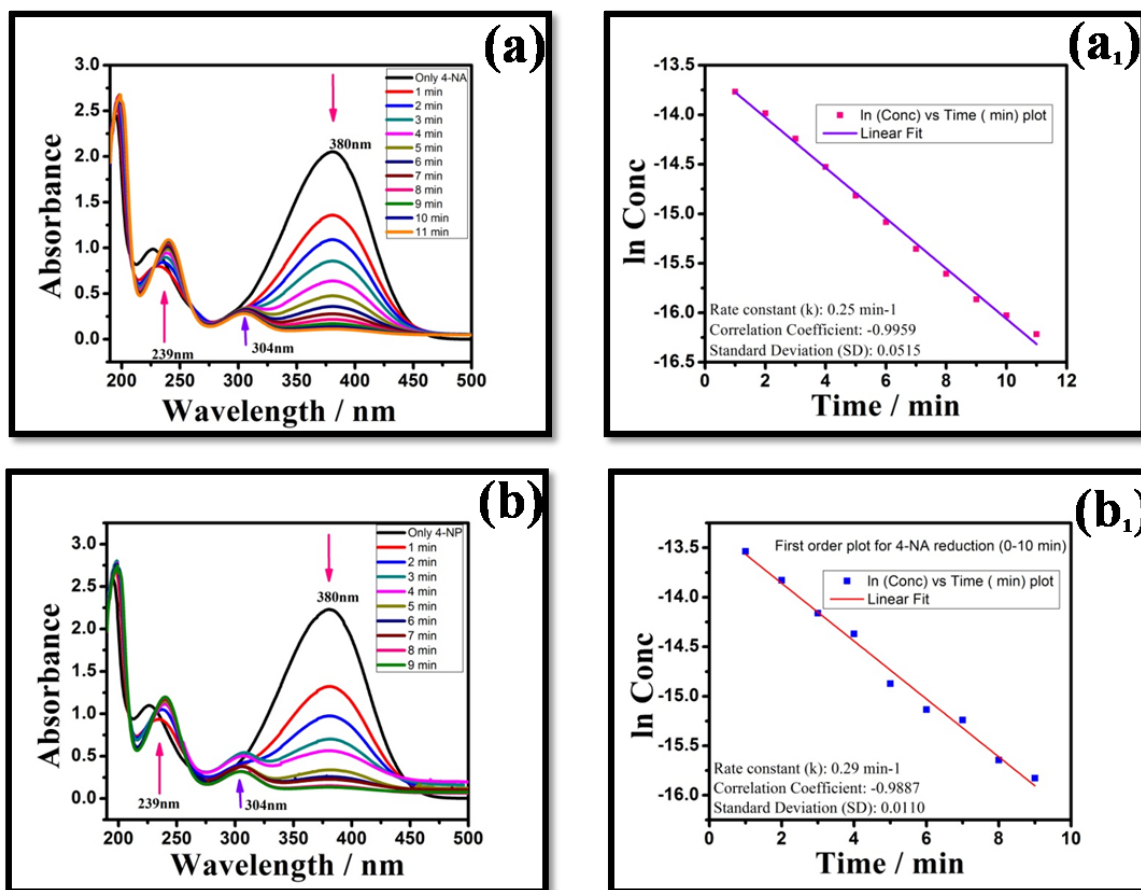 (a)
3.0
2.5
2.0
1.5
1.0
0.5
0.0
Absorbance
200 250 300 350 400 450 500
Wavelength / nm
380nm
239nm
304nm
Only 4-NA
1 min
2 min
3 min
4 min
5 min
6 min
7 min
8 min
9 min
10 min
11 min
(a₁)
-13.5
-14.0
-14.5
-15.0
-15.5
-16.0
-16.5
ln Conc
0 2 4 6 8 10 12
Time / min
ln (Conc) vs Time ( min) plot
Linear Fit
Rate constant (k): 0.25 min-1
Correlation Coefficient: -0.9959
Standard Deviation (SD): 0.0515
(b)
3.0
2.5
2.0
1.5
1.0
0.5
0.0
Absorbance
200 250 300 350 400 450 500
Wavelength / nm
380nm
239nm
304nm
Only 4-NP
1 min
2 min
3 min
4 min
5 min
6 min
7 min
8 min
9 min
(b₁)
-13.5
-14.0
-14.5
-15.0
-15.5
-16.0
ln Conc
0 2 4 6 8 10
Time / min
First order plot for 4-NA reduction (0-10 min)
ln (Conc) vs Time ( min) plot
Linear Fit
Rate constant (k): 0.29 min-1
Correlation Coefficient: -0.9887
Standard Deviation (SD): 0.0110